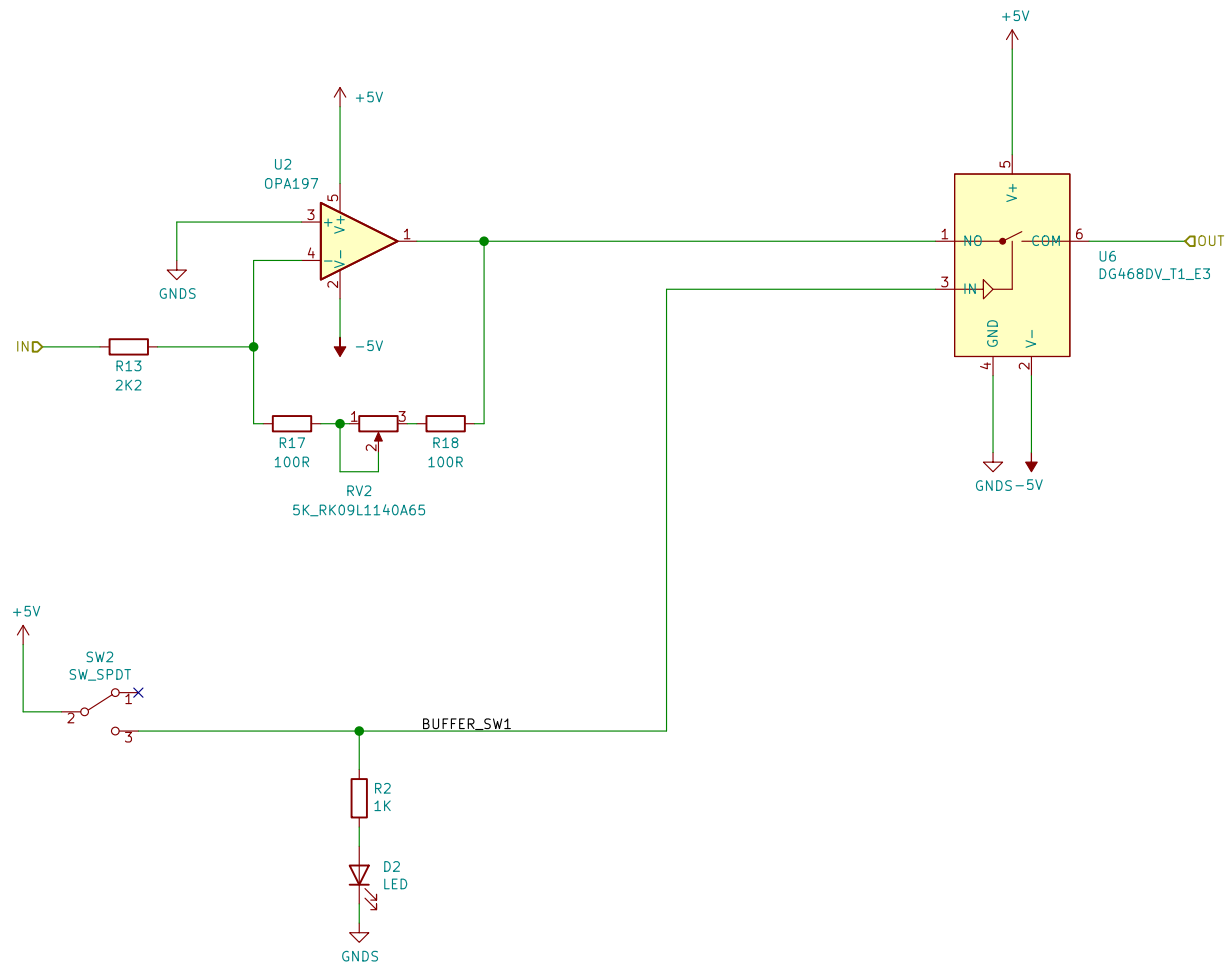 +5V
+5V
U2
OPA197
5
3
+
V+
1
4
-
V-
2
GNDS
-5V
IN
R13
2K2
1
3
2
R17
100R
R18
100R
RV2
5K_RK09L1140A65
5
V+
1
NO
COM
6
OUT
U6
DG468DV_T1_E3
3
IN
GND
V-
4
2
GNDS
-5V
+5V
SW2
SW_SPDT
1
2
3
BUFFER_SW1
R2
1K
D2
LED
GNDS